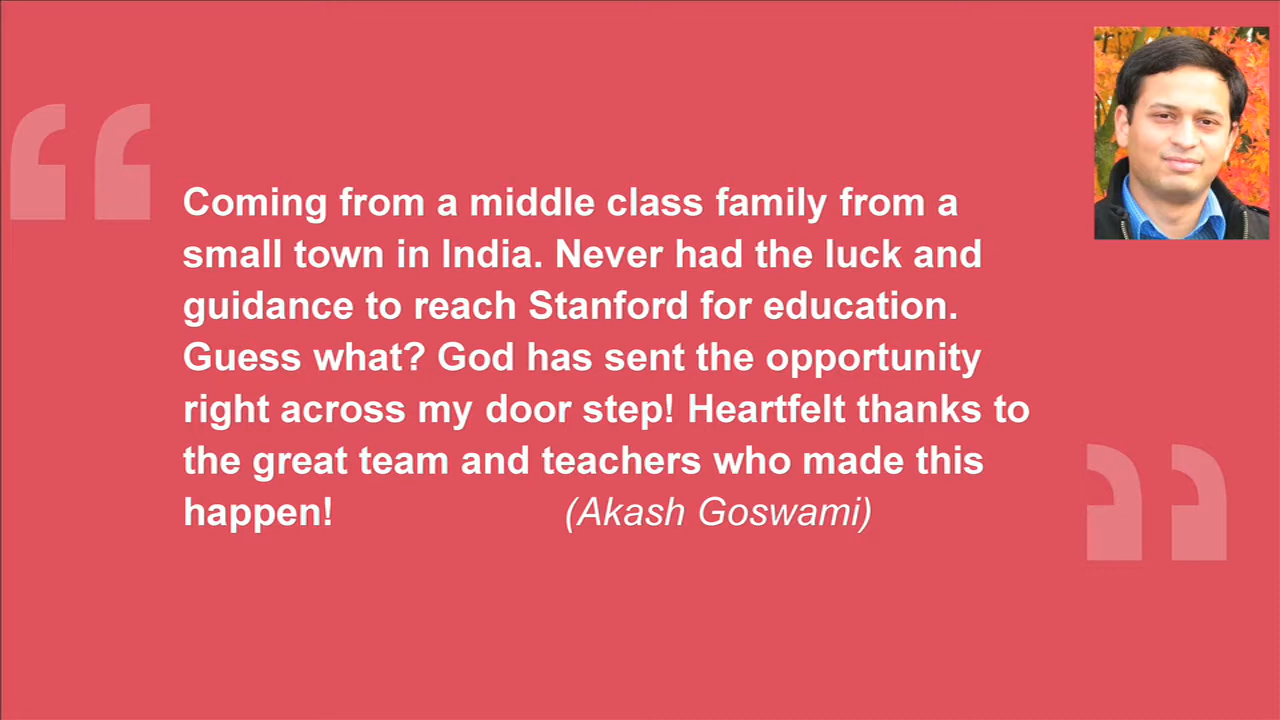 Coming from a middle class family from a
small town in India. Never had the luck and
guidance to reach Stanford for education.
Guess what? God has sent the opportunity
right across my door step! Heartfelt thanks to
the great team and teachers who made this
happen! (Akash Goswami)